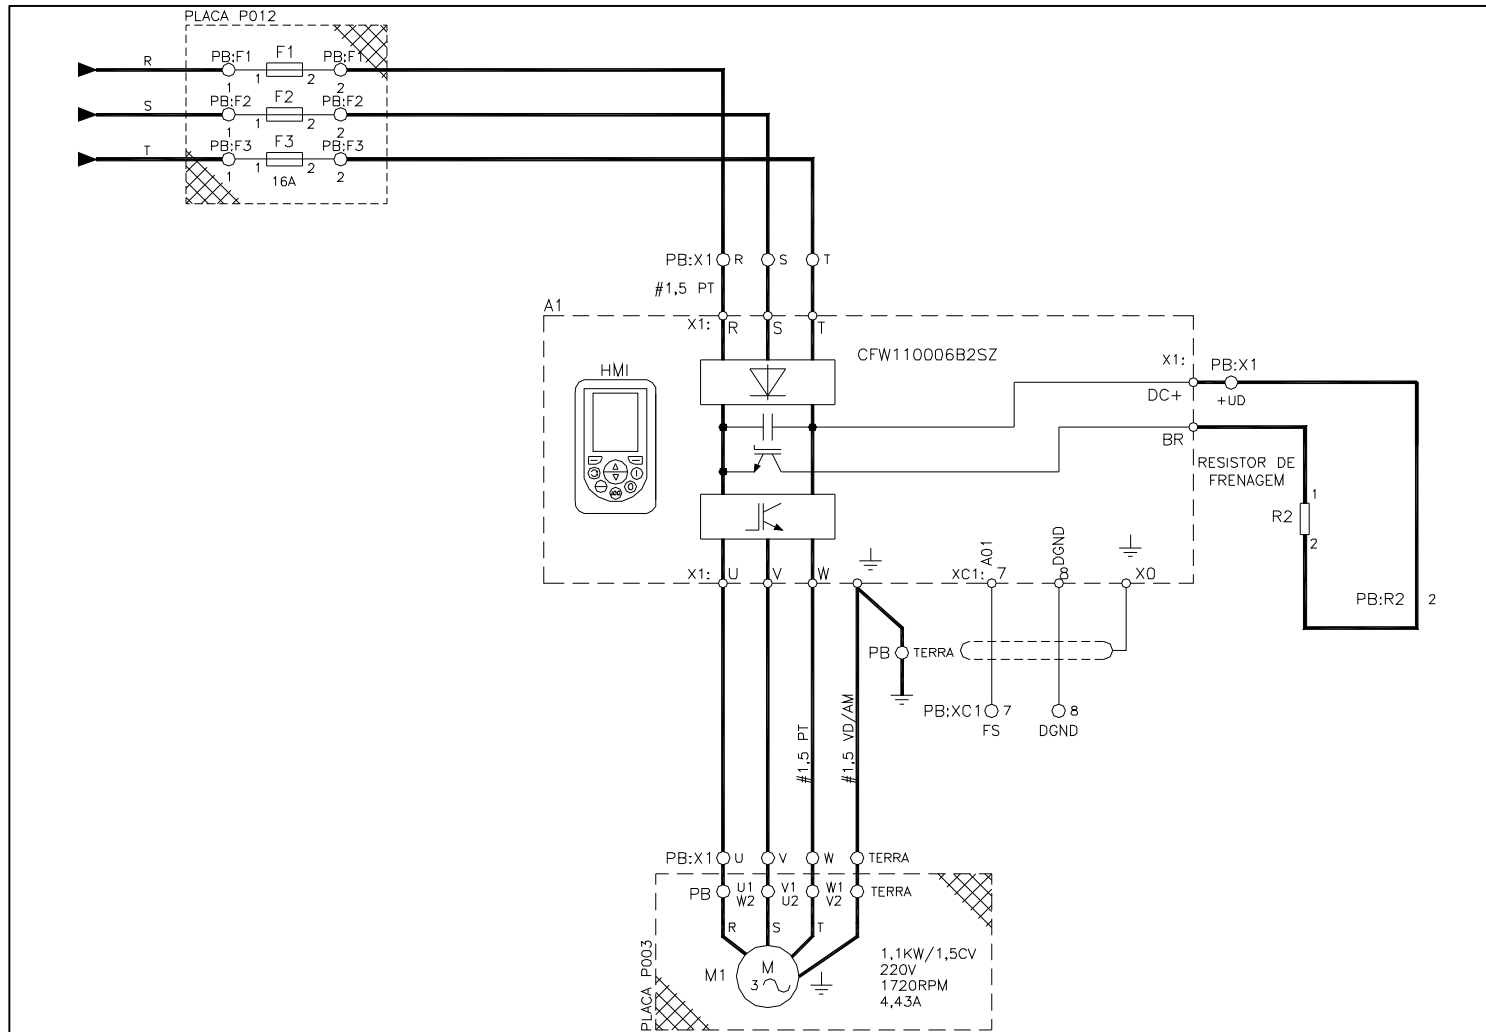 PLACA P012
R PB:F1 F1 PB:F1
1 1 2 2
S PB:F2 F2 PB:F2
1 1 2 2
T PB:F3 F3 PB:F3
1 1 2 2
16A
PB:X1 R S T
#1,5 PT
A1
X1: R S T
CFW110006B2SZ
HMI
X1: PB:X1
DC+ +UD
BR
RESISTOR DE
FRENAGEM
1
R2
2
A01 DGND
X1: U V W XC1: 7 8 X0
PB:R2 2
PB TERRA
PB:XC1 7 8
FS DGND
#1,5 PT
#1,5 VD/AM
PB:X1 U V W TERRA
PB U1 V1 W1 TERRA
W2 U2 V2
R S T
PLACA P003
M1 M
3
1,1KW/1,5CV
220V
1720RPM
4,43A